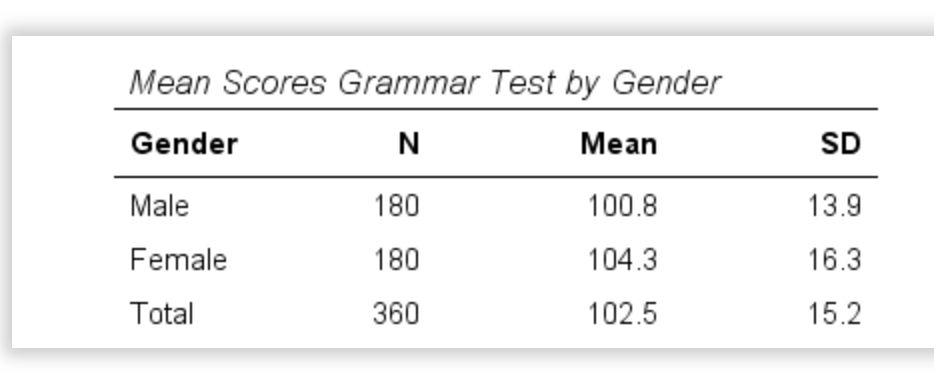 Mean Scores Grammar Test by Gender
Gender N Mean SD
Male 180 100.8 13.9
Female 180 104.3 16.3
Total 360 102.5 15.2